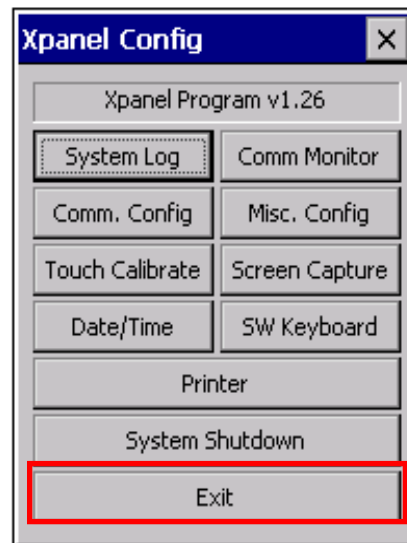 Xpanel Config
Xpanel Program v1.26
System Log Comm Monitor
Comm. Config Misc. Config
Touch Calibrate Screen Capture
Date/Time SW Keyboard
Printer
System Shutdown
Exit